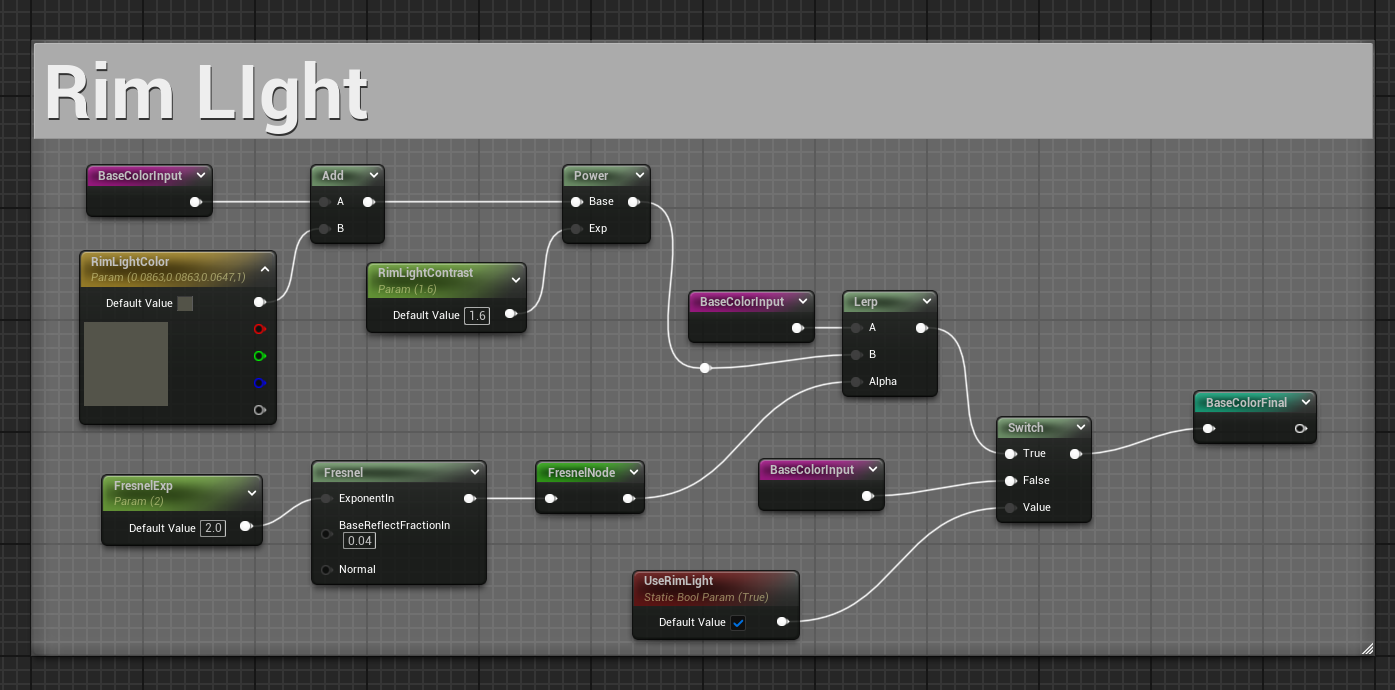 Rim LIght
BaseColorInput
Add
A
B
Power
Base
Exp
RimLightColor
Param (0.0863,0.0863,0.0647,1)
Default Value
RimLightContrast
Param (1.6)
Default Value 1.6
BaseColorInput
Lerp
A
B
Alpha
BaseColorFinal
Switch
True
False
Value
FresnelExp
Param (2)
Default Value 2.0
Fresnel
ExponentIn
BaseReflectFractionIn
0.04
Normal
FresnelNode
BaseColorInput
UseRimLight
Static Bool Param (True)
Default Value